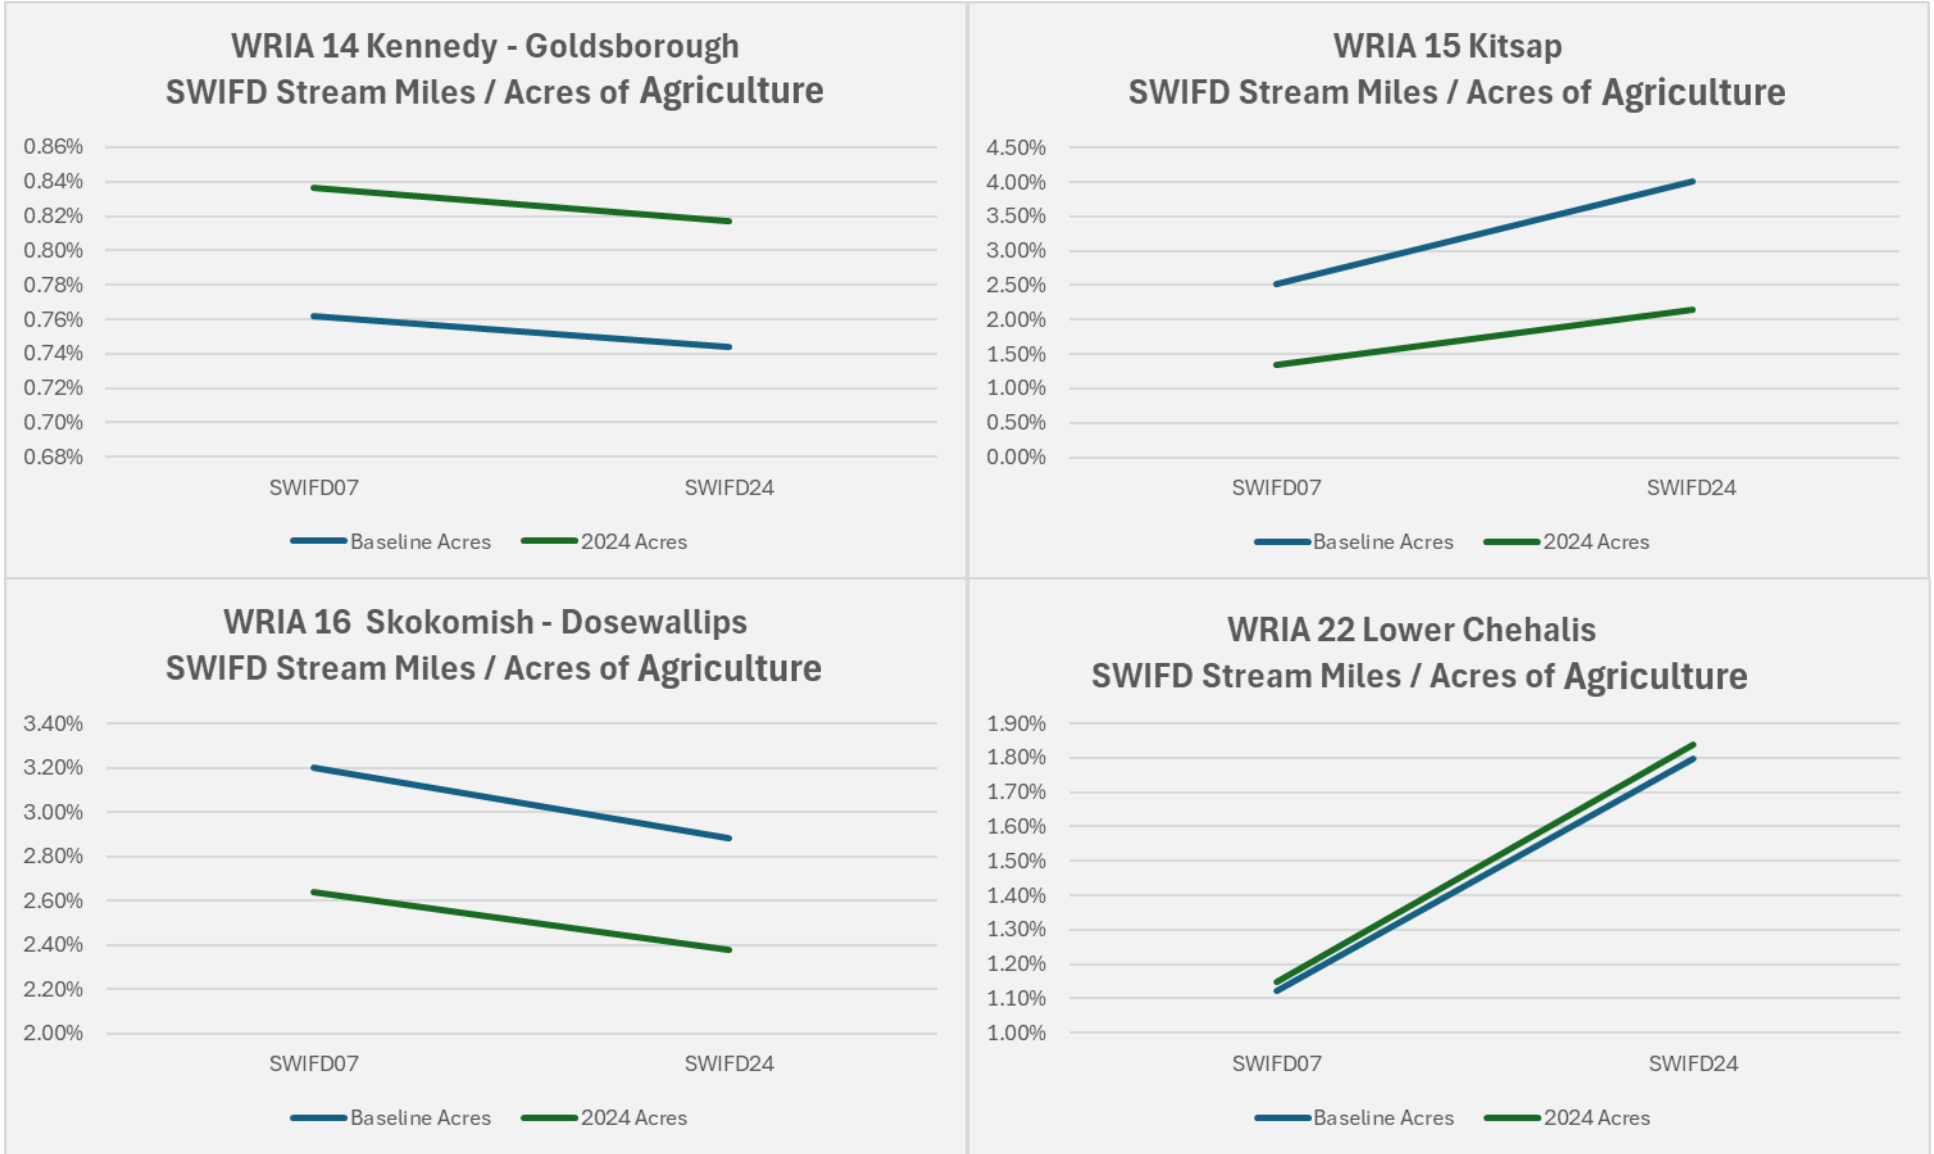 WRIA 14 Kennedy - Goldsborough
SWIFD Stream Miles / Acres of Agriculture
0.86%
0.84%
0.82%
0.80%
0.78%
0.76%
0.74%
0.72%
0.70%
0.68%
SWIFD07 SWIFD24
Baseline Acres 2024 Acres
WRIA 15 Kitsap
SWIFD Stream Miles / Acres of Agriculture
4.50%
4.00%
3.50%
3.00%
2.50%
2.00%
1.50%
1.00%
0.50%
0.00%
SWIFD07 SWIFD24
Baseline Acres 2024 Acres
WRIA 16 Skokomish - Dosewallips
SWIFD Stream Miles / Acres of Agriculture
3.40%
3.20%
3.00%
2.80%
2.60%
2.40%
2.20%
2.00%
SWIFD07 SWIFD24
Baseline Acres 2024 Acres
WRIA 22 Lower Chehalis
SWIFD Stream Miles / Acres of Agriculture
1.90%
1.80%
1.70%
1.60%
1.50%
1.40%
1.30%
1.20%
1.10%
1.00%
SWIFD07 SWIFD24
Baseline Acres 2024 Acres